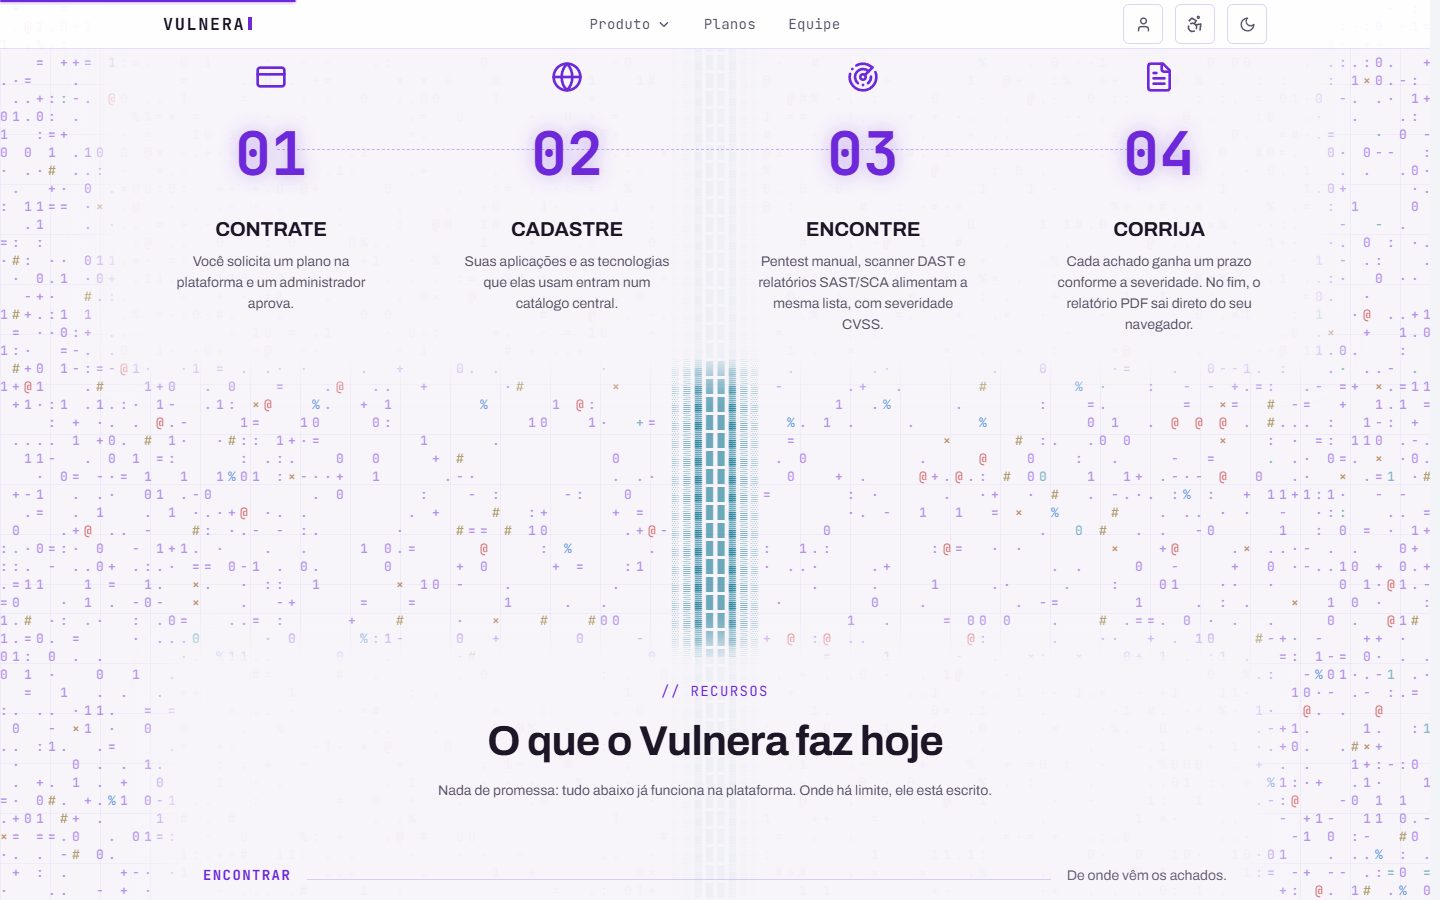 VULNERA
Produto
Planos
Equipe
01
02
03
04
CONTRATE
CADASTRE
ENCONTRE
CORRIJA
Você solicita um plano na
plataforma e um administrador
aprova.
Suas aplicações e as tecnologias
que elas usam entram num
catálogo central.
Pentest manual, scanner DAST e
relatórios SAST/SCA alimentam a
mesma lista, com severidade
CVSS.
Cada achado ganha um prazo
conforme a severidade. No fim, o
relatório PDF sai direto do seu
navegador.
// RECURSOS
O que o Vulnera faz hoje
Nada de promessa: tudo abaixo já funciona na plataforma. Onde há limite, ele está escrito.
ENCONTRAR
De onde vêm os achados.